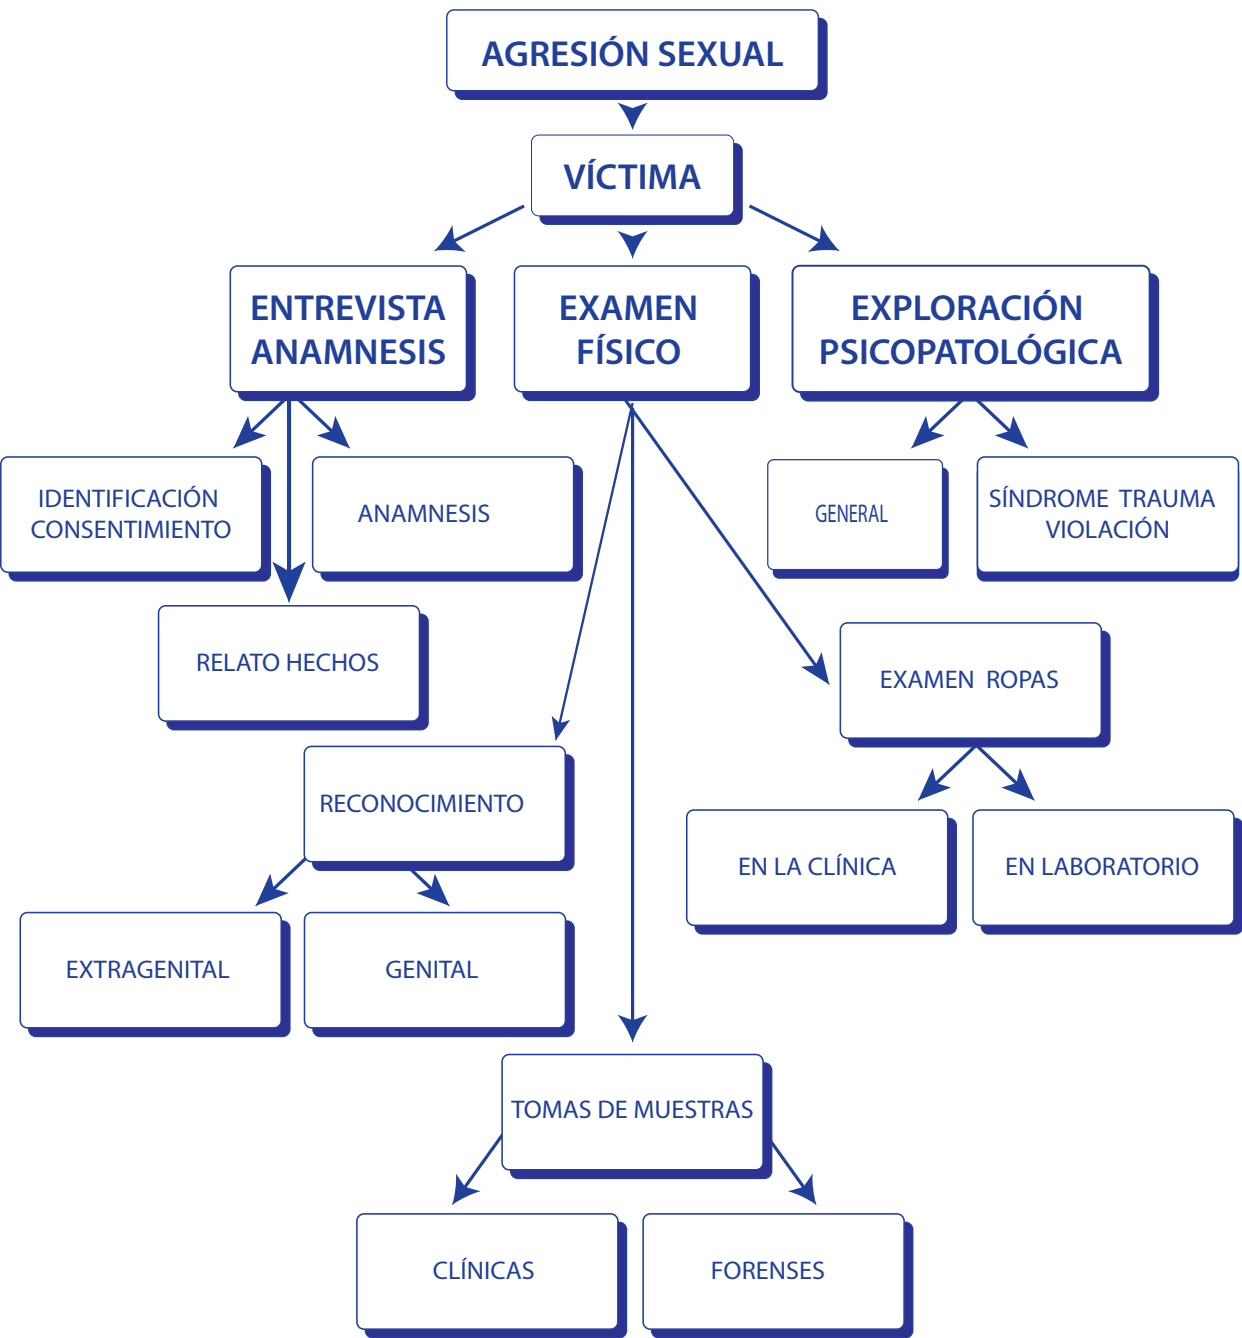 AGRESIÓN SEXUAL
VÍCTIMA
ENTREVISTA
ANAMNESIS
EXAMEN
FÍSICO
EXPLORACIÓN
PSICOPATOLÓGICA
IDENTIFICACIÓN
CONSENTIMIENTO
ANAMNESIS
GENERAL
SÍNDROME TRAUMA
VIOLACIÓN
RELATO HECHOS
EXAMEN ROPAS
RECONOCIMIENTO
EN LA CLÍNICA
EN LABORATORIO
EXTRAGENITAL
GENITAL
TOMAS DE MUESTRAS
CLÍNICAS
FORENSES